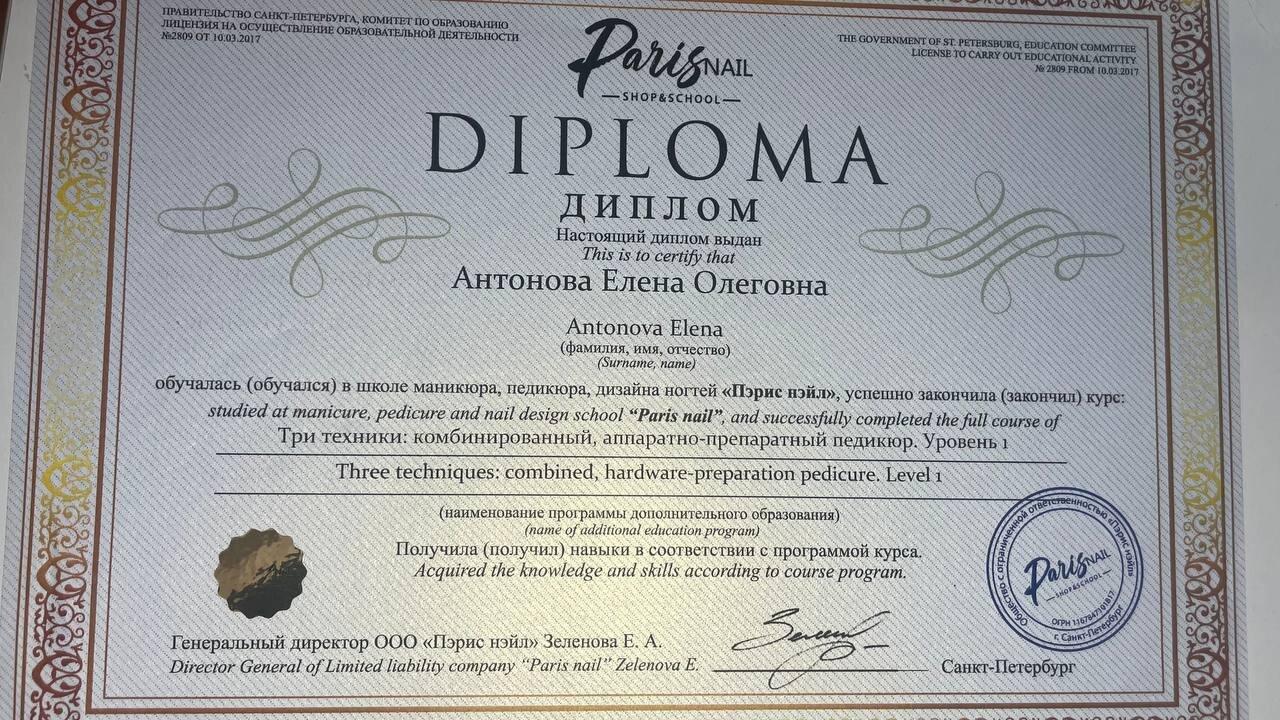 ПРАВИТЕЛЬСТВО САНКТ-ПЕТЕРБУРГА, КОМИТЕТ ПО ОБРАЗОВАНИЮ
ЛИЦЕНЗИЯ НА ОСУЩЕСТВЛЕНИЕ ОБРАЗОВАТЕЛЬНОЙ ДЕЯТЕЛЬНОСТИ
№2809 ОТ 10.03.2017
Paris NAIL
SHOP&SCHOOL
THE GOVERNMENT OF ST. PETERSBURG, EDUCATION COMMITTEE
LICENSE TO CARRY OUT EDUCATIONAL ACTIVITY
№ 2809 FROM 10.03.2017
DIPLOMA
ДИПЛОМ
Настоящий диплом выдан
This is to certify that
Антонова Елена Олеговна
Antonova Elena
(фамилия, имя, отчество)
(Surname, name)
обучалась (обучался) в школе маникюра, педикюра, дизайна ногтей «Пэрис нэйл», успешно закончила (закончил) курс:
studied at manicure, pedicure and nail design school “Paris nail”, and successfully completed the full course of
Три техники: комбинированный, аппаратно-препаратный педикюр. Уровень 1
Three techniques: combined, hardware-preparation pedicure. Level 1
(наименование программы дополнительного образования)
(name of additional education program)
Получила (получил) навыки в соответствии с программой курса.
Acquired the knowledge and skills according to course program.
Общество с ограниченной ответственностью «Пэрис нэйл»
Paris NAIL
SHOP&SCHOOL
ОГРН 1167847101817
г. Санкт-Петербург
Генеральный директор ООО «Пэрис нэйл» Зеленова Е. А.
Director General of Limited liability company “Paris nail” Zelenova E.
Санкт-Петербург